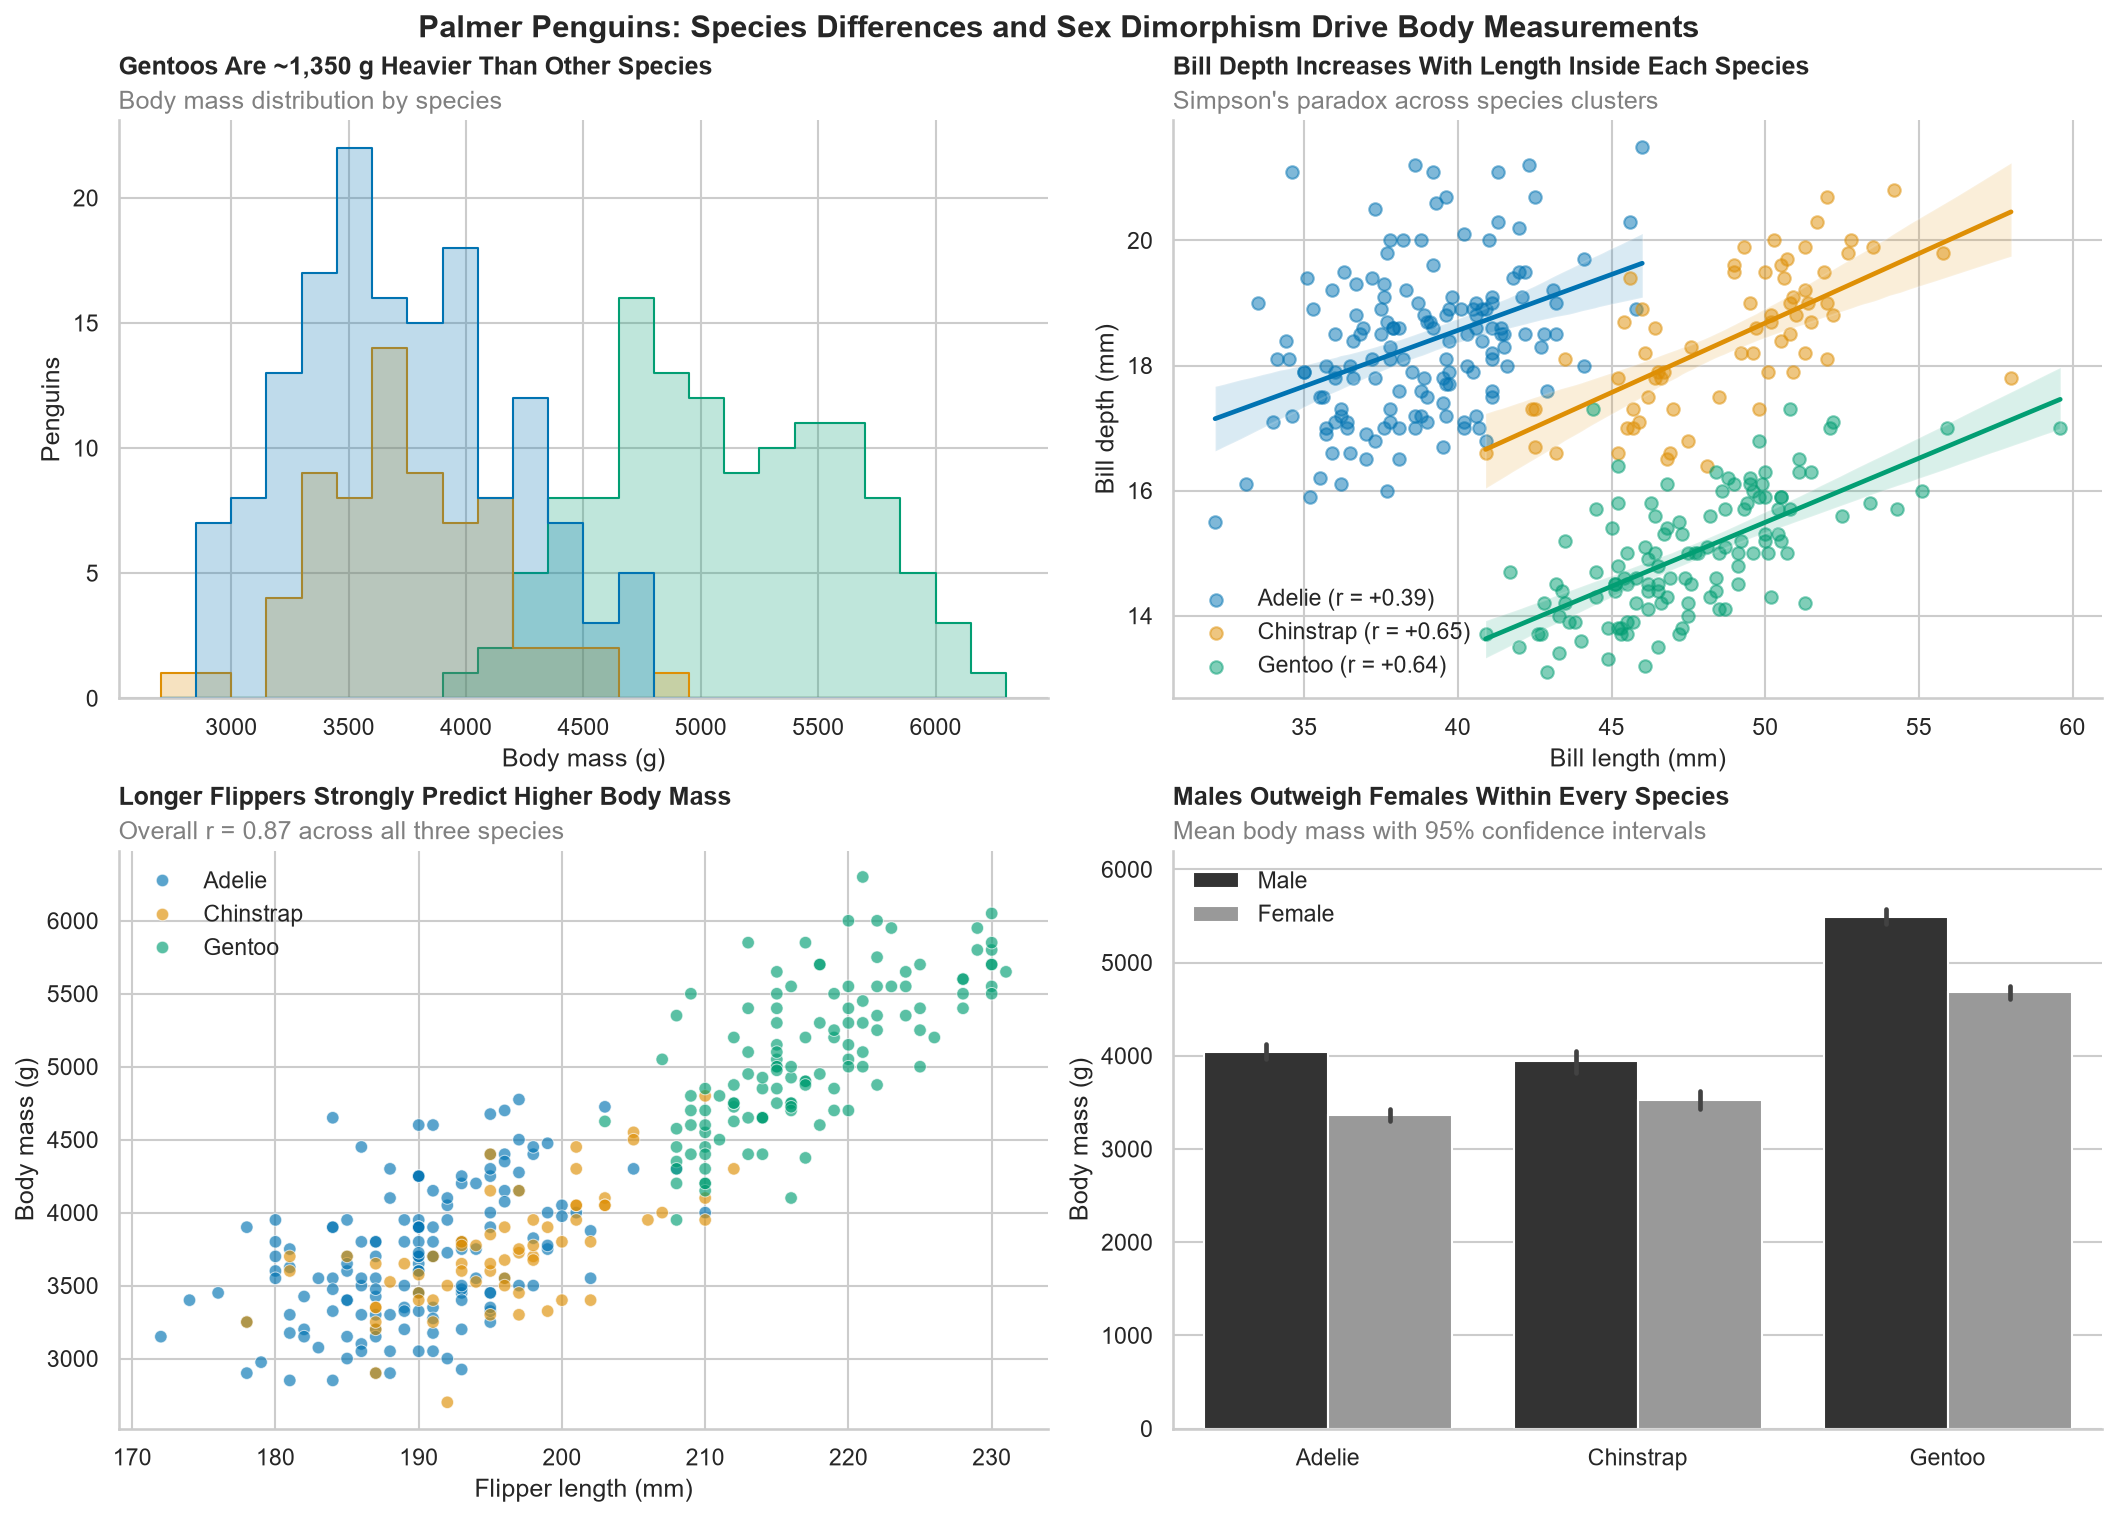 Palmer Penguins: Species Differences and Sex Dimorphism Drive Body Measurements
Gentoos Are ~1,350 g Heavier Than Other Species
Body mass distribution by species
Penguins
20
15
10
5
0
3000 3500 4000 4500 5000 5500 6000
Body mass (g)
Bill Depth Increases With Length Inside Each Species
Simpson's paradox across species clusters
Bill depth (mm)
20
18
16
14
Adelie (r = +0.39)
Chinstrap (r = +0.65)
Gentoo (r = +0.64)
35 40 45 50 55 60
Bill length (mm)
Longer Flippers Strongly Predict Higher Body Mass
Overall r = 0.87 across all three species
Adelie
Chinstrap
Gentoo
Body mass (g)
6000
5500
5000
4500
4000
3500
3000
170 180 190 200 210 220 230
Flipper length (mm)
Males Outweigh Females Within Every Species
Mean body mass with 95% confidence intervals
Male
Female
Body mass (g)
6000
5000
4000
3000
2000
1000
0
Adelie Chinstrap Gentoo